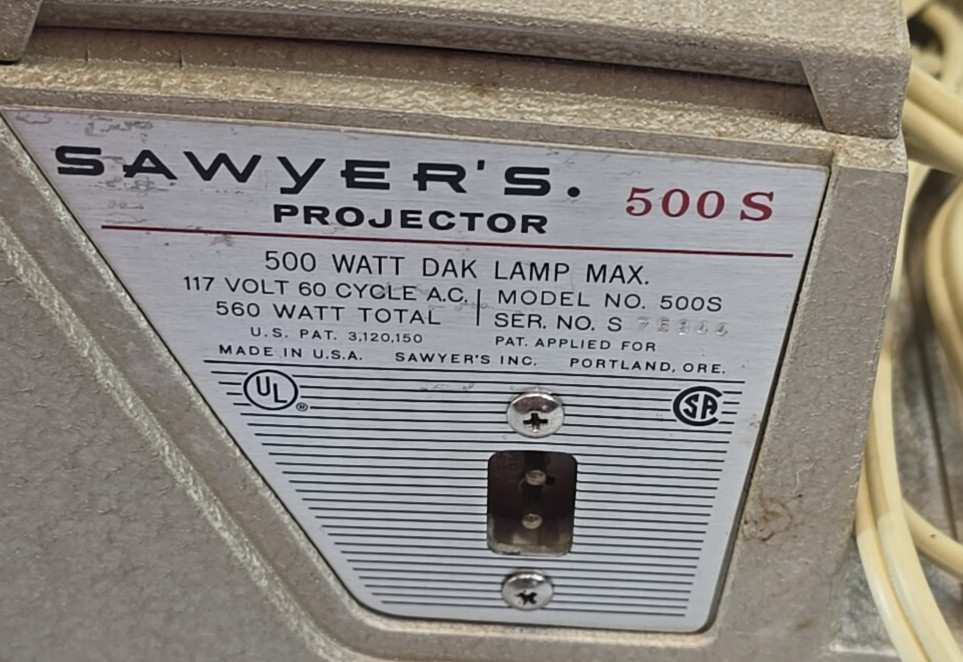 SAWYER'S.
500 S
PROJECTOR
500 WATT DAK LAMP MAX.
117 VOLT 60 CYCLE A.C.
560 WATT TOTAL
MODEL NO. 500S
SER. NO. S
U.S. PAT. 3,120,150
PAT. APPLIED FOR
MADE IN U.S.A. SAWYER'S INC. PORTLAND, ORE.
UL ®
SA